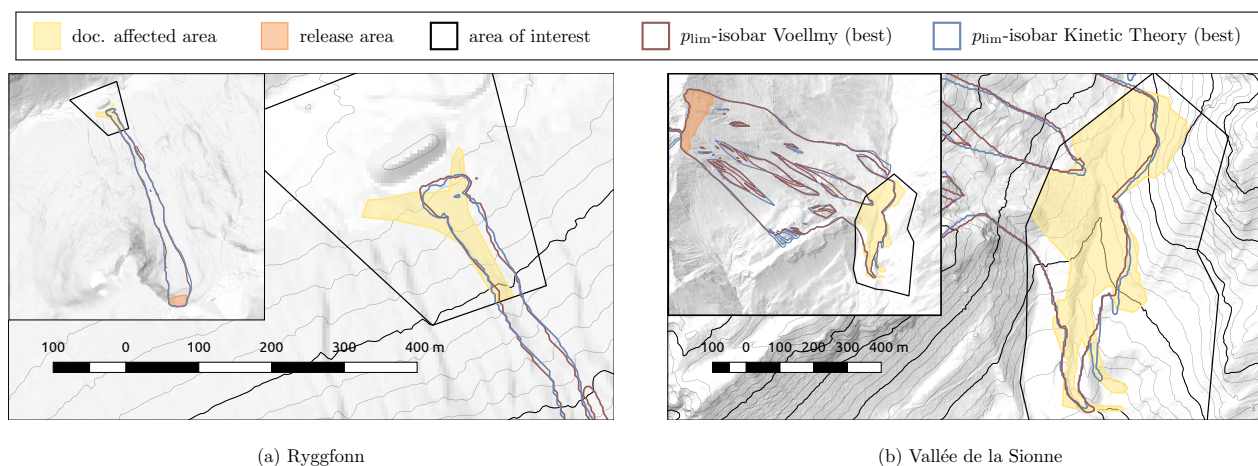 doc. affected area release area area of interest p_lim-isobar Voellmy (best) p_lim-isobar Kinetic Theory (best)
100 0 100 200 300 400 m
100 0 100 200 300 400 m
(a) Ryggfonn
(b) Vallée de la Sionne